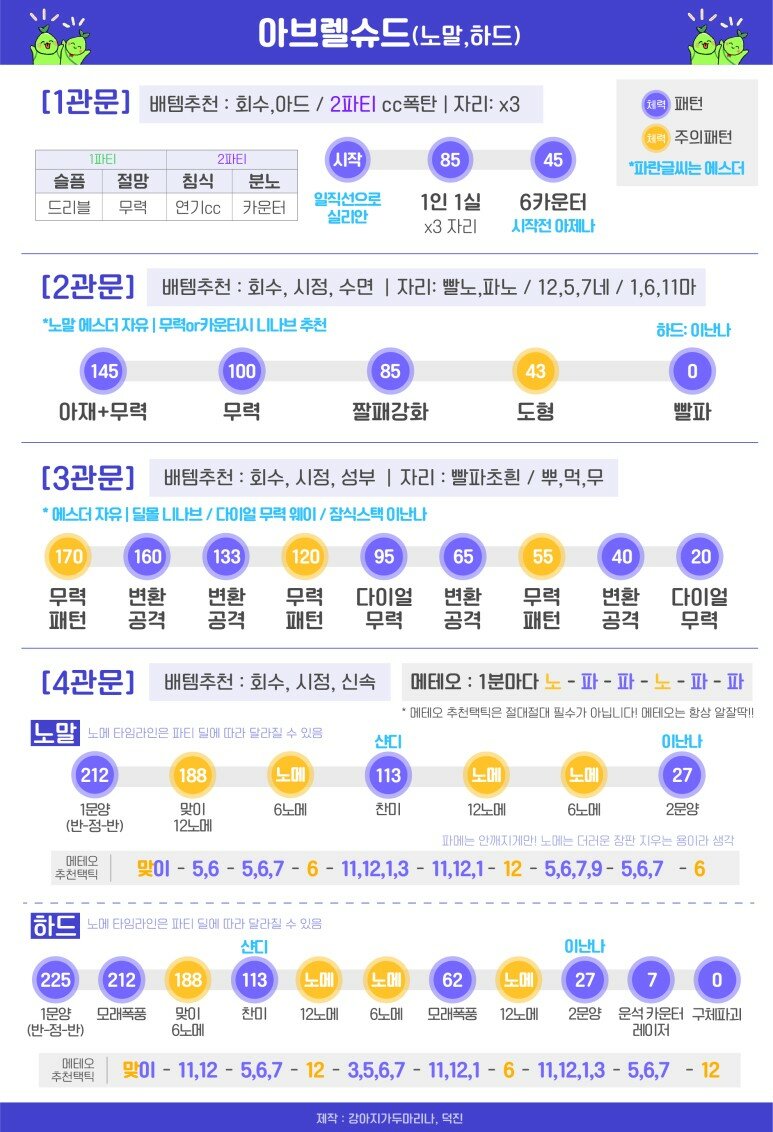 아브렐슈드(노말,하드)
[1관문] 배템추천 : 회수,아드 / 2파티 cc폭탄 | 자리: x3
체력 패턴
체력 주의패턴
*파란글씨는 에스더
1파티 2파티
슬픔 절망 침식 분노
드리블 무력 연기cc 카운터
시작 85 45
일직선으로 실리안
1인 1실
x3 자리
6카운터
시작전 아제나
[2관문] 배템추천 : 회수, 시정, 수면 | 자리: 빨노,파노 / 12,5,7네 / 1,6,11마
*노말 에스더 자유 | 무력or카운터시 니나브 추천
하드: 이난나
145 100 85 43 0
아재+무력 무력 짤패강화 도형 빨파
[3관문] 배템추천 : 회수, 시정, 성부 | 자리 : 빨파초흰 / 뿌,먹,무
* 에스더 자유 | 딜몰 니나브 / 다이얼 무력 웨이 / 잠식스택 이난나
170 160 133 120 95 65 55 40 20
무력 변환 변환 무력 다이얼 변환 무력 변환 다이얼
패턴 공격 공격 패턴 무력 공격 패턴 공격 무력
[4관문] 배템추천 : 회수, 시정, 신속
메테오 : 1분마다 노 - 파 - 파 - 노 - 파 - 파
* 메테오 추천택틱은 절대절대 필수가 아닙니다! 메테오는 항상 알잘딱!!
노말 노메 타임라인은 파티 딜에 따라 달라질 수 있음
샨디 이난나
212 188 노메 113 노메 노메 27
1문양 맞이 6노메 찬미 12노메 6노메 2문양
(반-정-반) 12노메
파메는 안깨지게만! 노메는 더러운 장판 지우는 용이라 생각
메테오 추천택틱
맞이 - 5,6 - 5,6,7 - 6 - 11,12,1,3 - 11,12,1 - 12 - 5,6,7,9 - 5,6,7 - 6
하드 노메 타임라인은 파티 딜에 따라 달라질 수 있음
샨디 이난나
225 212 188 113 노메 노메 62 노메 27 7 0
1문양 모래폭풍 맞이 찬미 12노메 6노메 모래폭풍 12노메 2문양 운석 카운터 구체파괴
(반-정-반) 6노메 레이저
메테오 추천택틱
맞이 - 11,12 - 5,6,7 - 12 - 3,5,6,7 - 11,12,1 - 6 - 11,12,1,3 - 5,6,7 - 12
제작 : 강아지가두마리나, 덕진